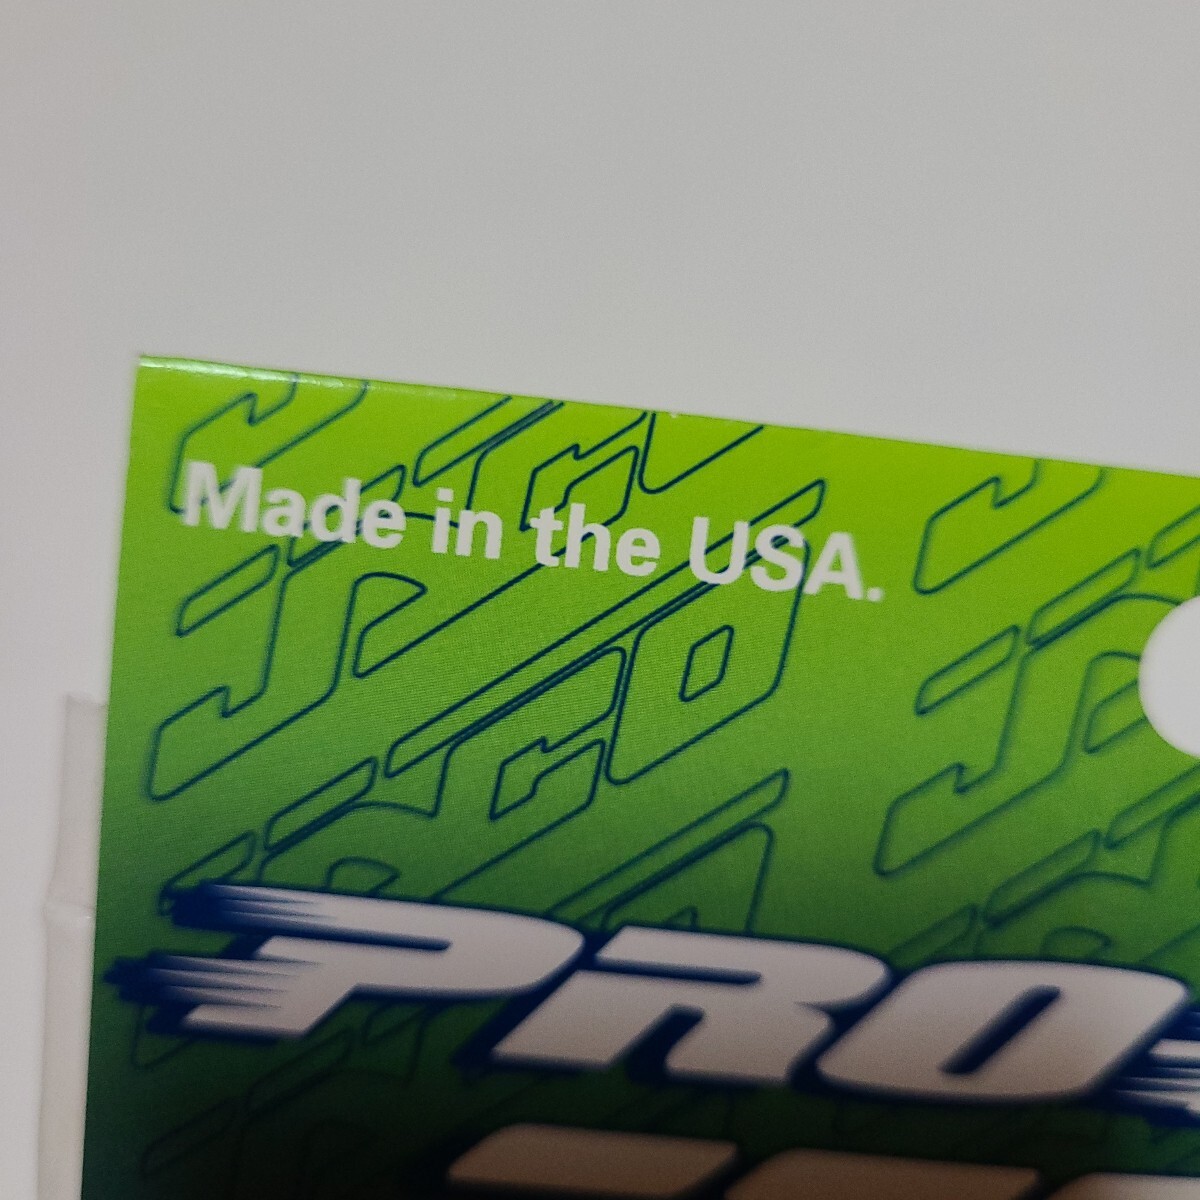 Made in the USA.
PRO